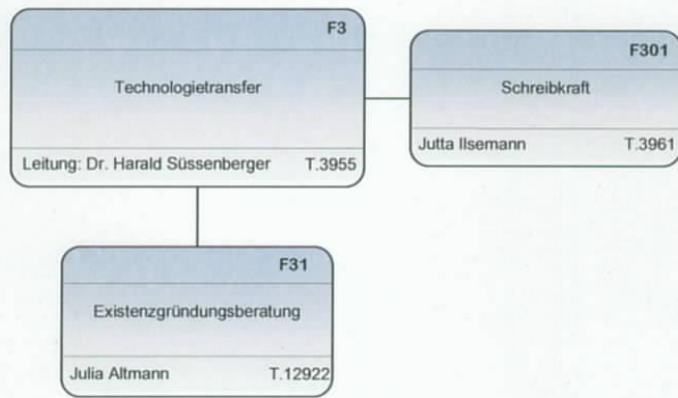 F3
Technologietransfer
Leitung: Dr. Harald Süssenberger T.3955
F301
Schreibkraft
Jutta Ilsemann T.3961
F31
Existenzgründungsberatung
Julia Altmann T.12922